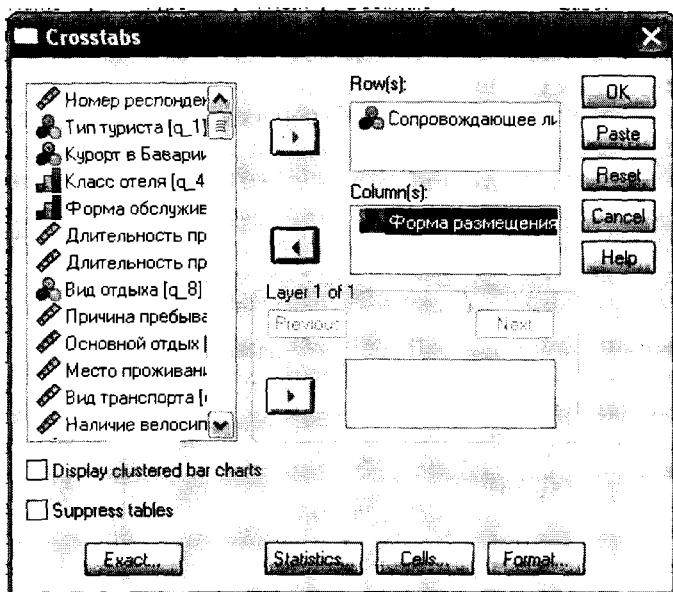 Crosstabs
Номер респонден
Тип туриста [q_1]
Курорт в Баварии
Класс отеля [q_4
Форма обслужив
Длительность пр
Длительность пр
Вид отдыха [q_8]
Причина пребыва
Основной отдых [
Место проживани
Вид транспорта [
Наличие велосип
Row(s):
Сопровождающее ли
Column(s):
Форма размещения
Layer 1 of 1
Previous
Next
OK
Paste
Reset
Cancel
Help
Display clustered bar charts
Suppress tables
Exact...
Statistics...
Cells...
Format...